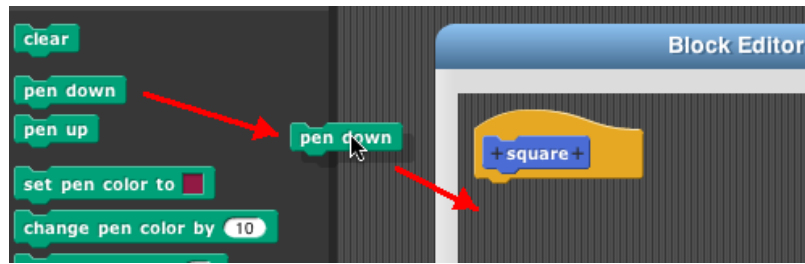 clear
pen down
pen up
set pen color to
change pen color by 10
pen down
Block Editor
+ square +